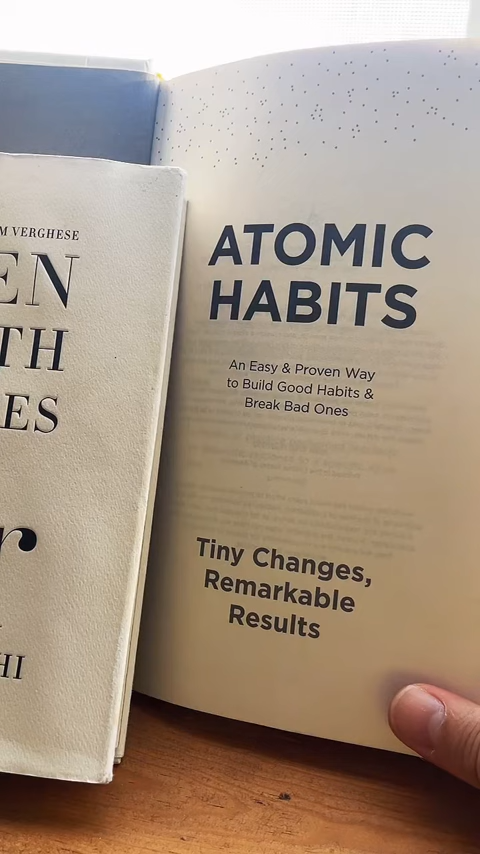 M VERGHESE
EN
TH
ES
r
HI
ATOMIC
HABITS
An Easy & Proven Way
to Build Good Habits &
Break Bad Ones
Tiny Changes,
Remarkable
Results